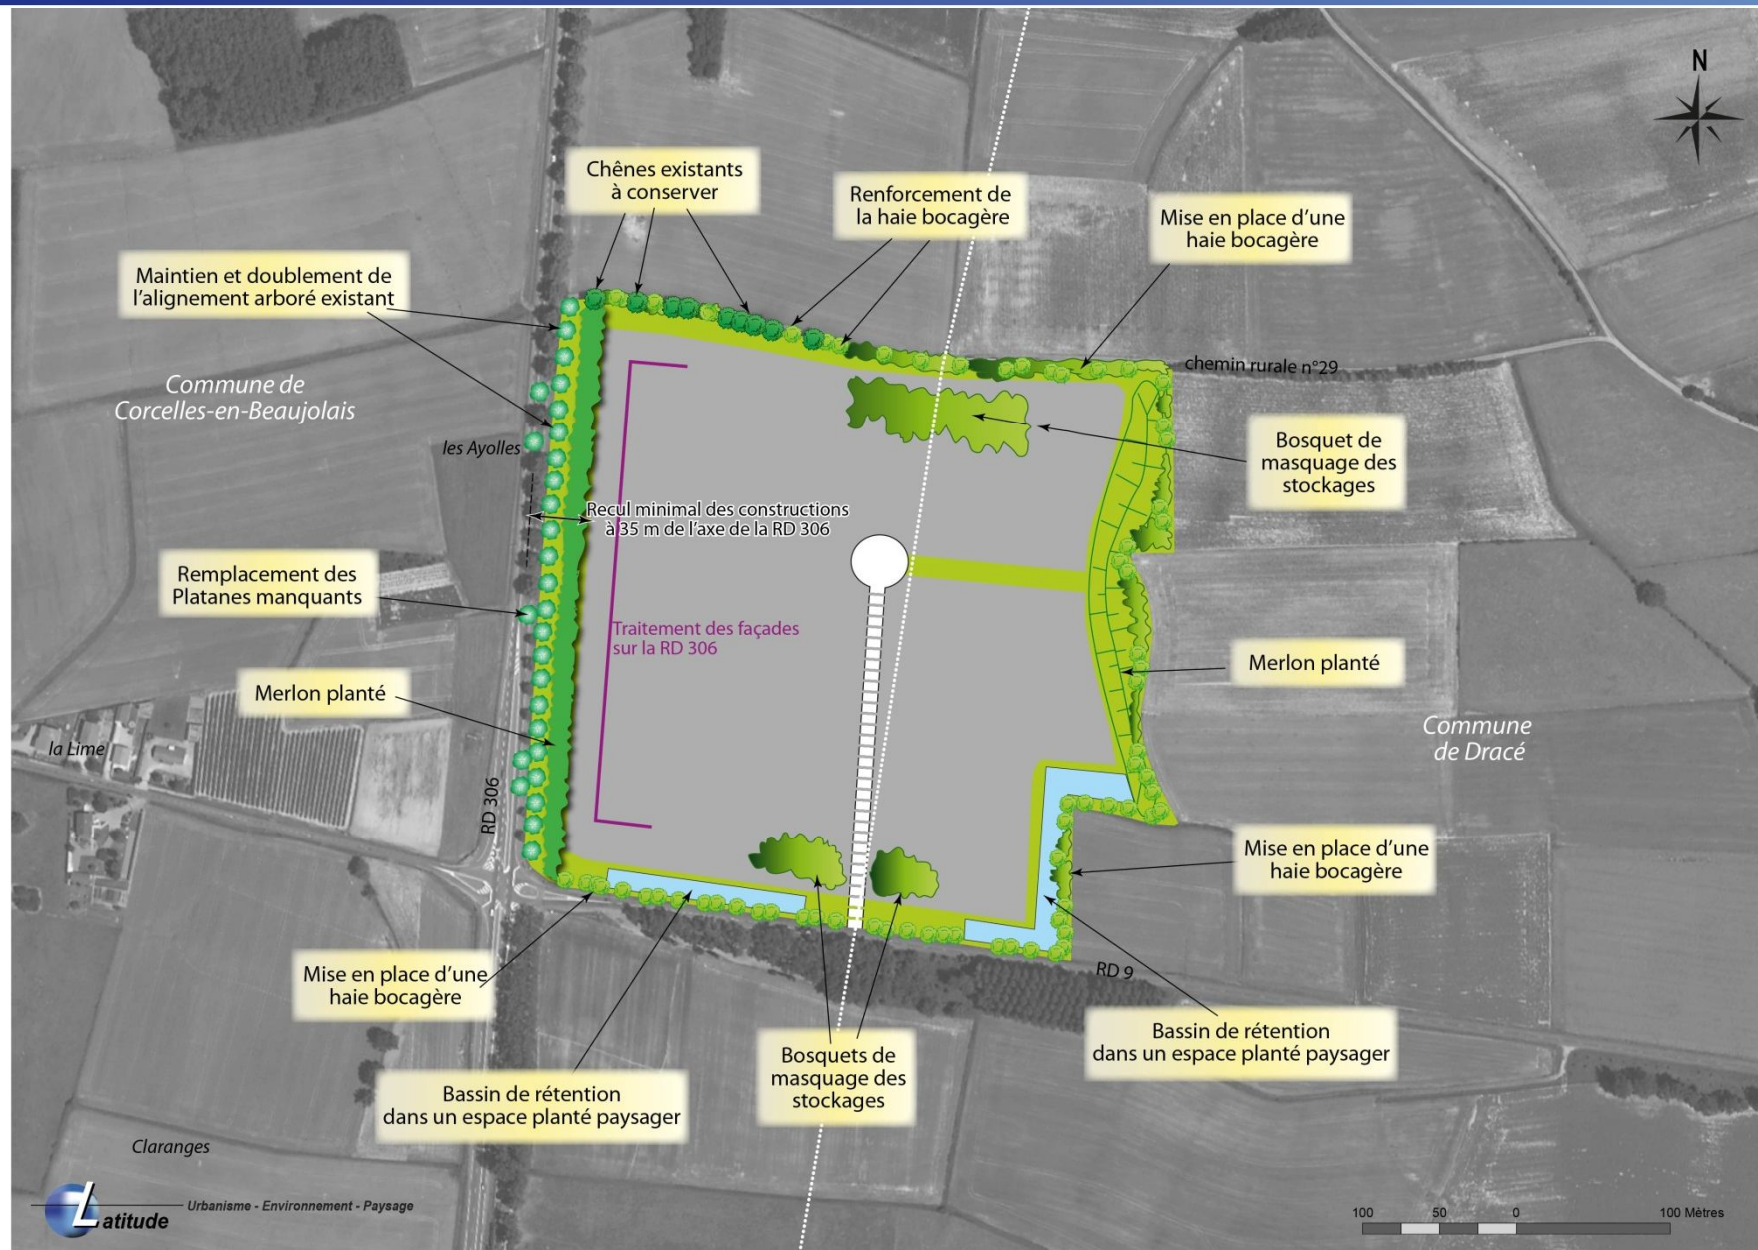 N
Chênes existants
à conserver
Renforcement de
la haie bocagère
Mise en place d'une
haie bocagère
Maintien et doublement de
l'alignement arboré existant
chemin rurale n°29
Commune de
Corcelles-en-Beaujolais
les Ayolles
Bosquet de
masquage des
stockages
Recul minimal des constructions
à 35 m de l'axe de la RD 306
Remplacement des
Platanes manquants
Traitement des façades
sur la RD 306
Merlon planté
Merlon planté
la Lime
Commune
de Dracé
RD 306
Mise en place d'une
haie bocagère
Mise en place d'une
haie bocagère
RD 9
Bassin de rétention
dans un espace planté paysager
Bosquets de
masquage des
stockages
Bassin de rétention
dans un espace planté paysager
Claranges
Latitude
Urbanisme - Environnement - Paysage
100 50 0 100 Mètres